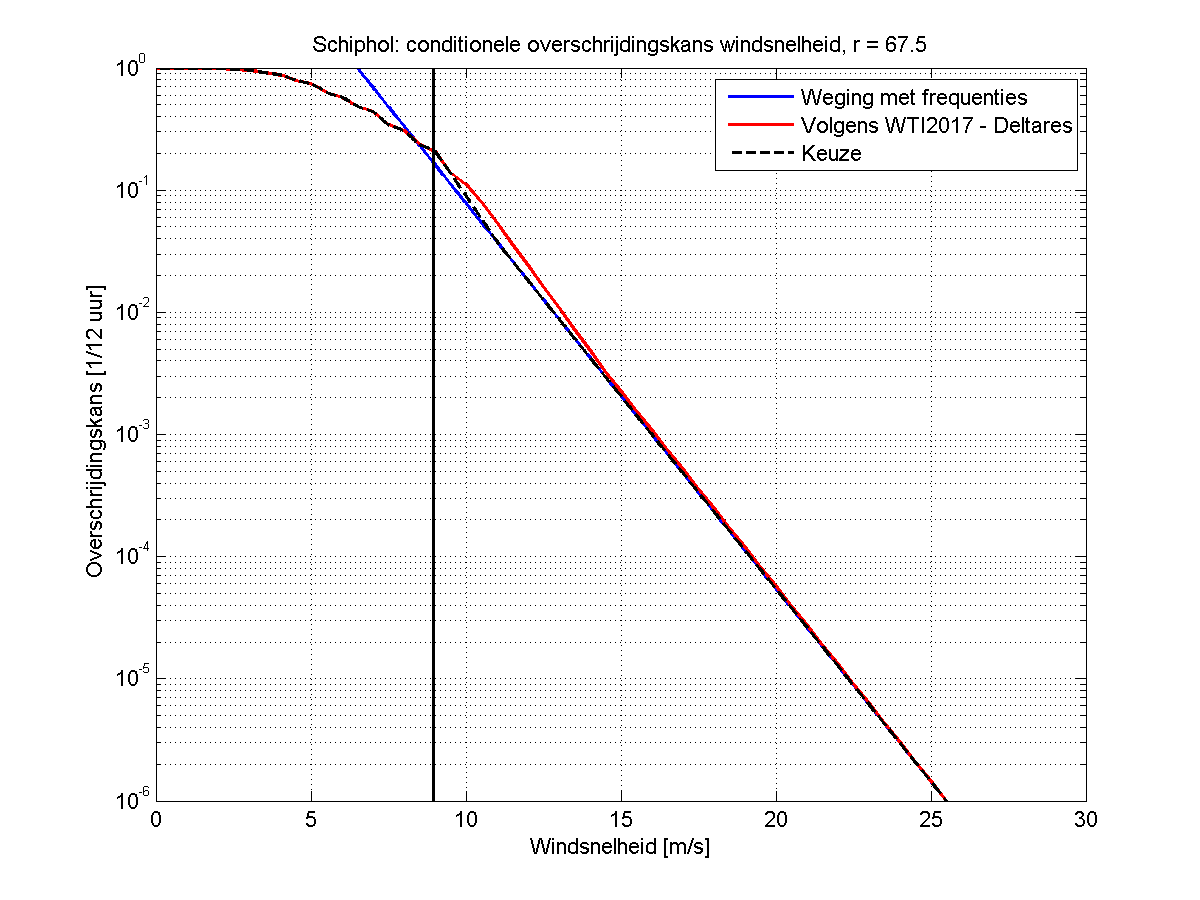 Schiphol: conditionele overschrijdingskans windsnelheid, r = 67.5
Weging met frequenties
Volgens WTI2017 - Deltares
Keuze
Overschrijdingskans [1/12 uur]
10^0
10^-1
10^-2
10^-3
10^-4
10^-5
10^-6
0 5 10 15 20 25 30
Windsnelheid [m/s]